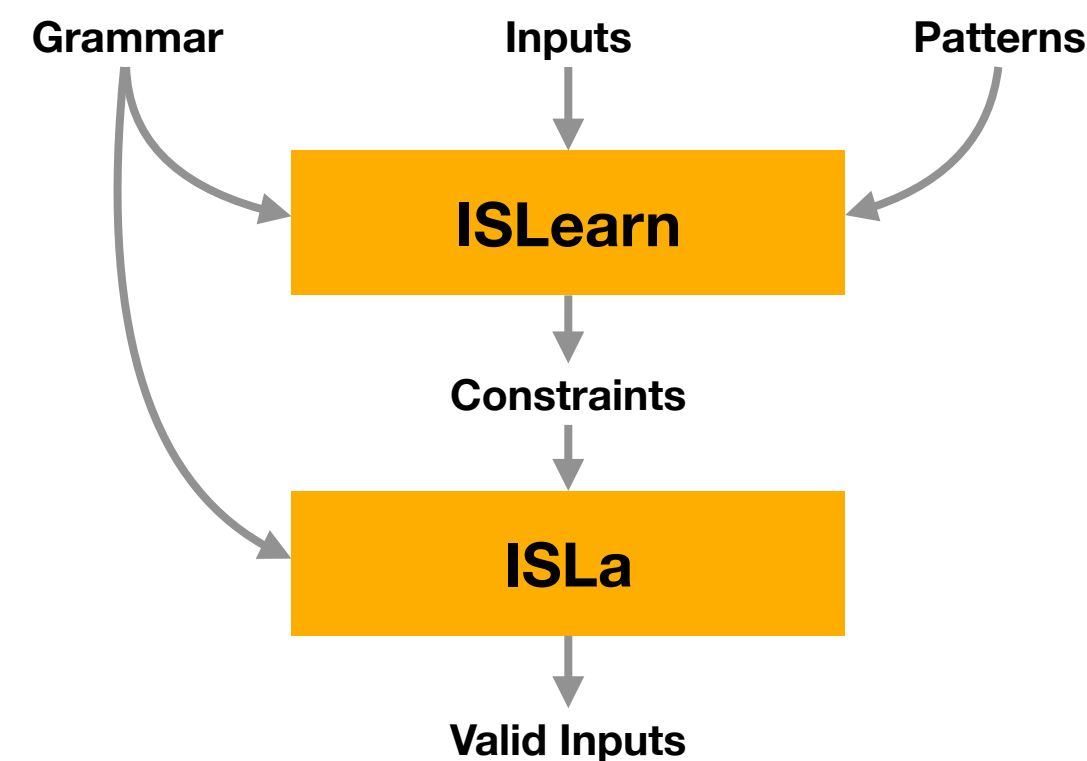 Grammar
Inputs
Patterns
ISLearn
Constraints
ISLa
Valid Inputs